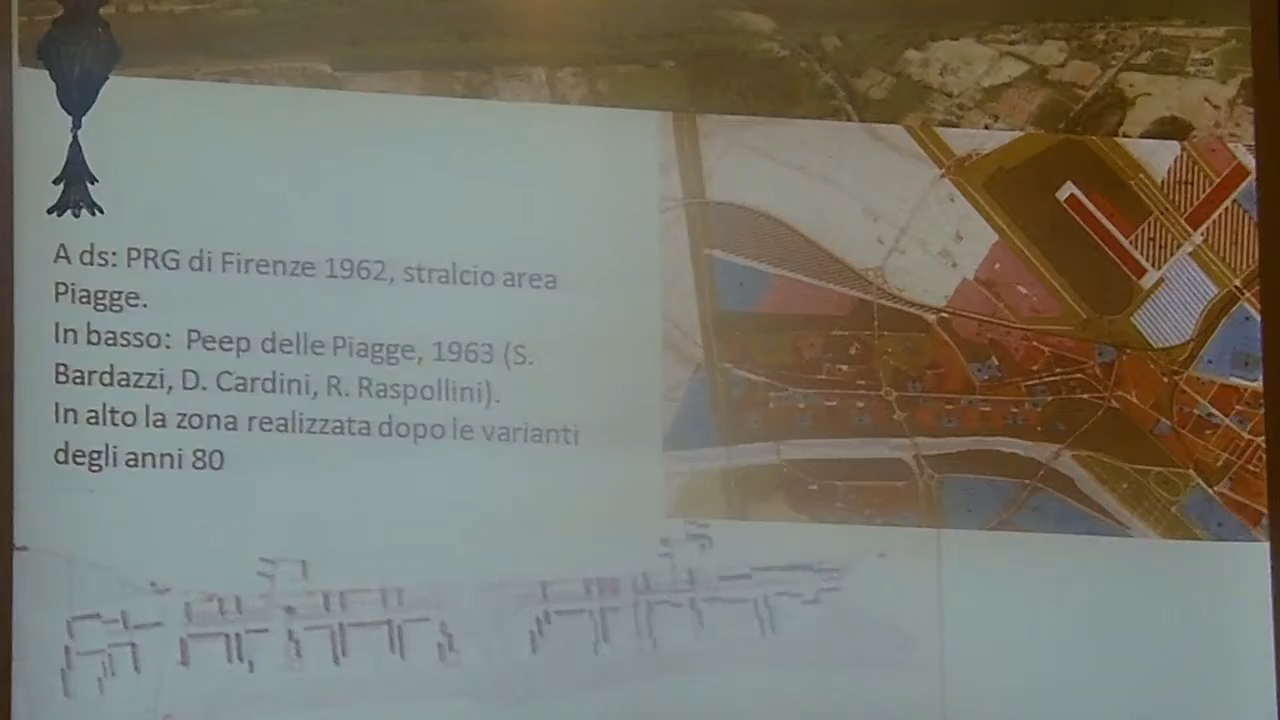 A ds: PRG di Firenze 1962, stralcio area
Piagge.
In basso: Peep delle Piagge, 1963 (S.
Bardazzi, D. Cardini, R. Raspollini).
In alto la zona realizzata dopo le varianti
degli anni 80